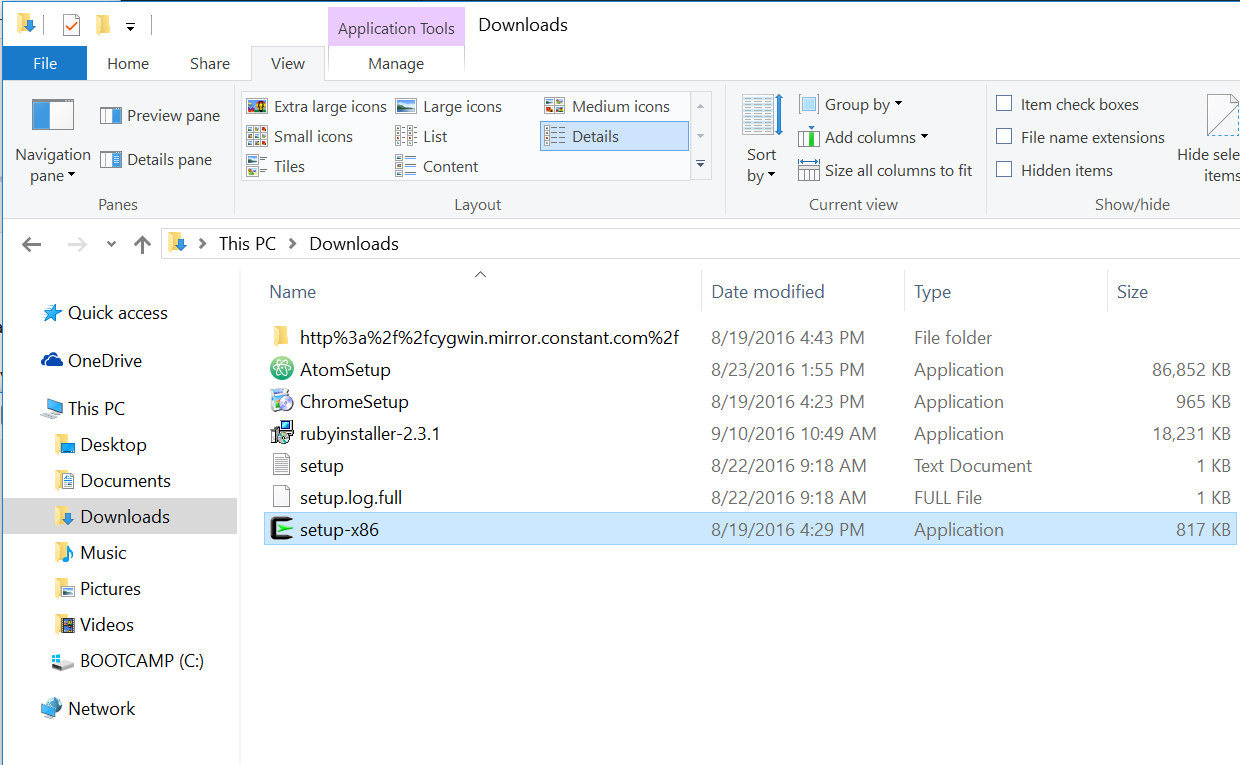 Application Tools Downloads
File Home Share View Manage
Extra large icons Large icons Medium icons
Small icons List Details
Tiles Content
Preview pane
Details pane
Navigation
pane
Sort
by
Group by
Add columns
Size all columns to fit
Item check boxes
File name extensions
Hidden items
Hide sele
items
Panes Layout Current view Show/hide
This PC Downloads
Name Date modified Type Size
Quick access
OneDrive
This PC
Desktop
Documents
Downloads
Music
Pictures
Videos
BOOTCAMP (C:)
Network
http%3a%2f%2fcygwin.mirror.constant.com%2f 8/19/2016 4:43 PM File folder
AtomSetup 8/23/2016 1:55 PM Application 86,852 KB
ChromeSetup 8/19/2016 4:23 PM Application 965 KB
rubyinstaller-2.3.1 9/10/2016 10:49 AM Application 18,231 KB
setup 8/22/2016 9:18 AM Text Document 1 KB
setup.log.full 8/22/2016 9:18 AM FULL File 1 KB
setup-x86 8/19/2016 4:29 PM Application 817 KB